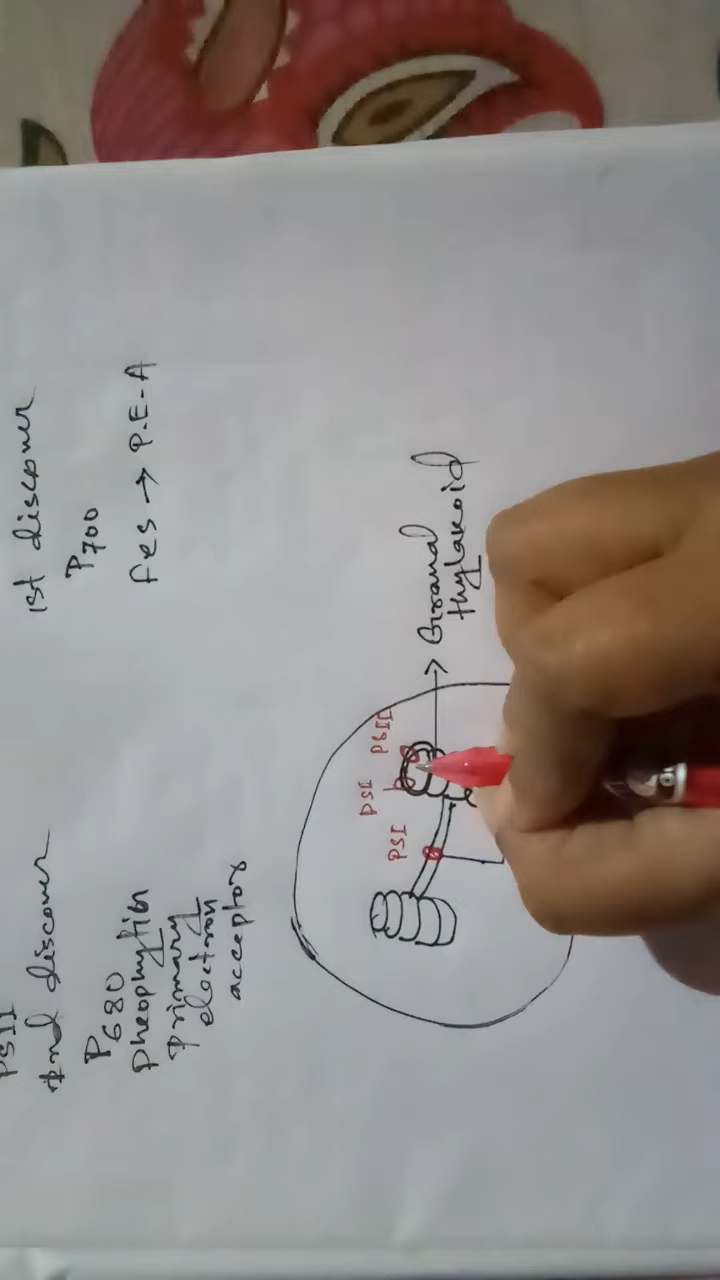 PSII
2nd discover
P680
pheophytin
Primary
electron
acceptor
1st discover
P700
fes → P.E-A
PSI
PSI
PSII
→ Granal
thylakoid